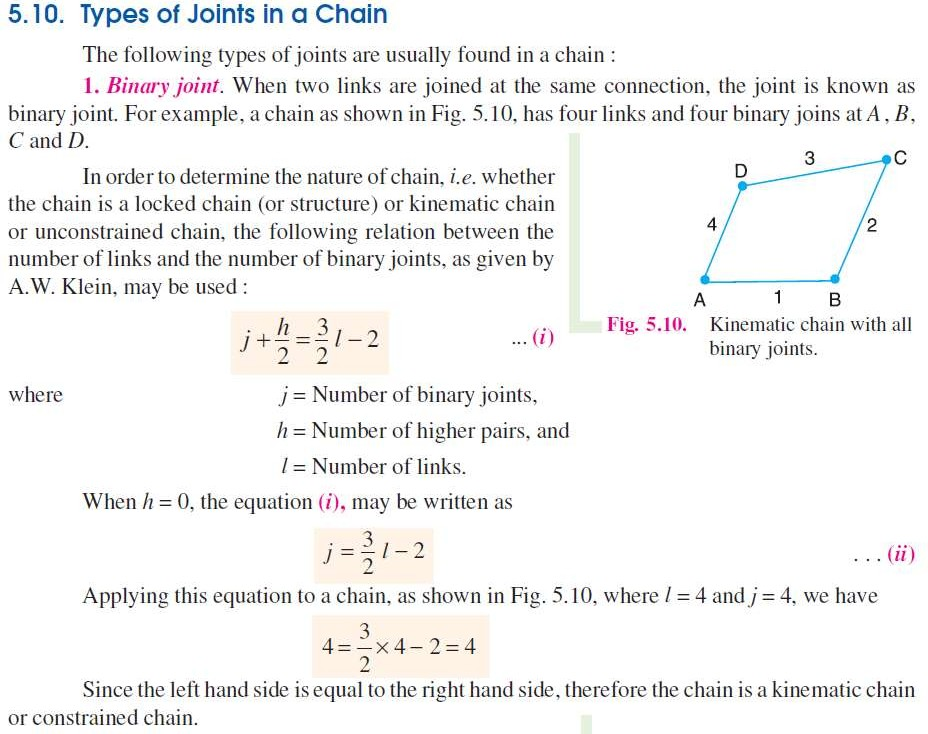 5.10. Types of Joints in a Chain
The following types of joints are usually found in a chain :
1. Binary joint. When two links are joined at the same connection, the joint is known as
binary joint. For example, a chain as shown in Fig. 5.10, has four links and four binary joins at A, B,
C and D.
In order to determine the nature of chain, i.e. whether
the chain is a locked chain (or structure) or kinematic chain
or unconstrained chain, the following relation between the
number of links and the number of binary joints, as given by
A.W. Klein, may be used :
j + h/2 = 3/2 l – 2 ... (i)
D 3 C
4 2
A 1 B
Fig. 5.10. Kinematic chain with all
binary joints.
where j = Number of binary joints,
h = Number of higher pairs, and
l = Number of links.
When h = 0, the equation (i), may be written as
j = 3/2 l – 2 . . . (ii)
Applying this equation to a chain, as shown in Fig. 5.10, where l = 4 and j = 4, we have
4 = 3/2 × 4 – 2 = 4
Since the left hand side is equal to the right hand side, therefore the chain is a kinematic chain
or constrained chain.